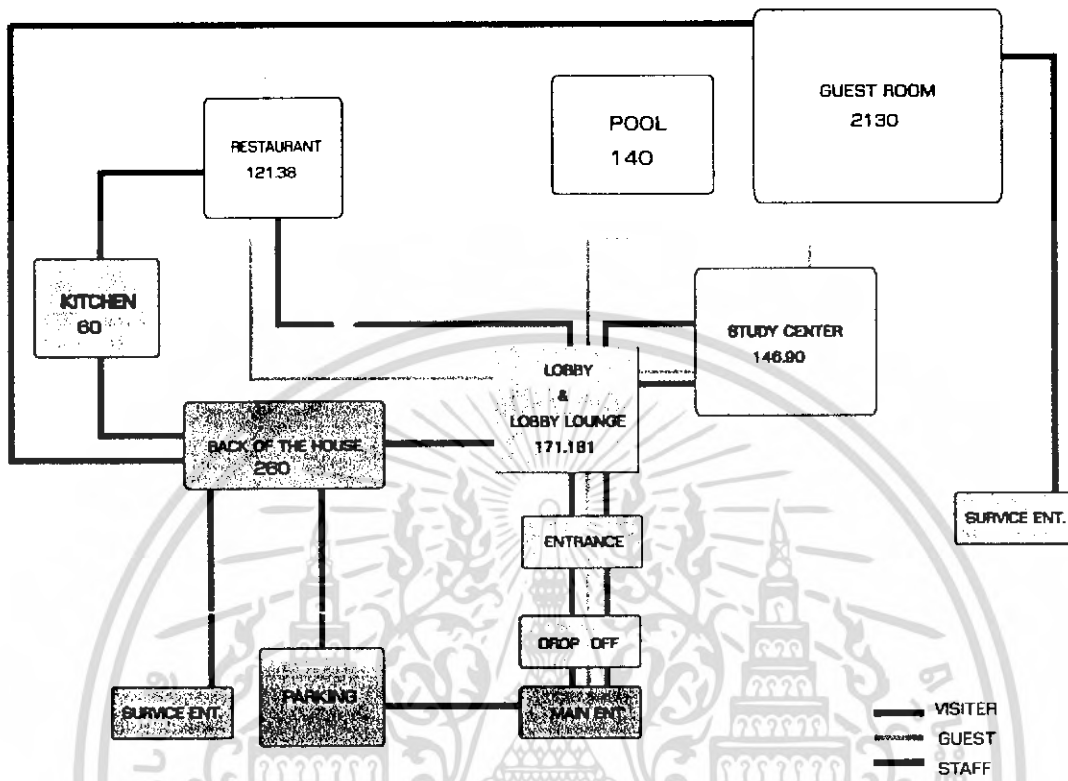 GUEST ROOM
2130
POOL
140
RESTAURANT
121.38
KITCHEN
60
STUDY CENTER
146.90
LOBBY
&
LOBBY LOUNGE
171.181
BACK OF THE HOUSE
260
SURVICE ENT.
ENTRANCE
DROP OFF
SURVICE ENT.
PARKING
MAIN ENT
VISITER
GUEST
STAFF